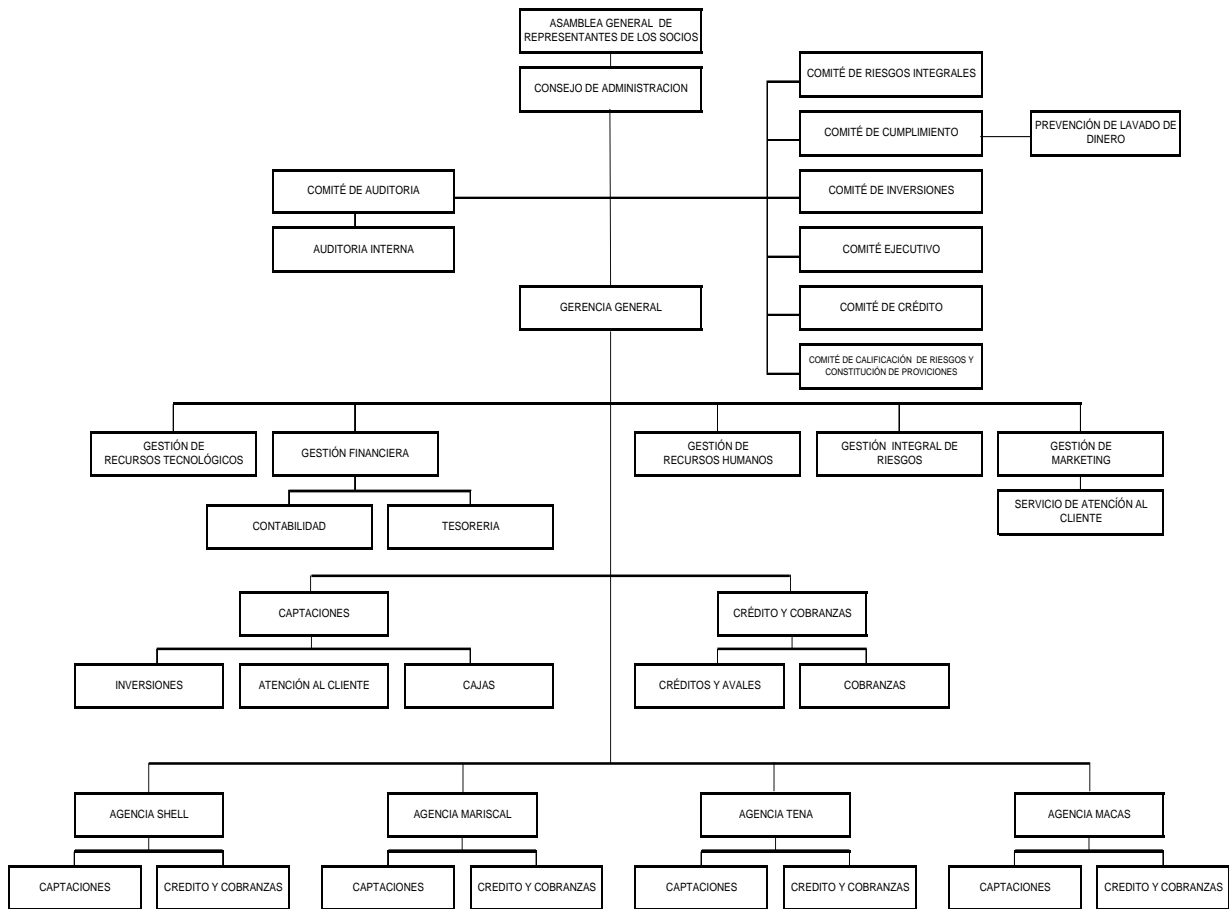 ASAMBLEA GENERAL DE
REPRESENTANTES DE LOS SOCIOS
CONSEJO DE ADMINISTRACION
COMITÉ DE RIESGOS INTEGRALES
COMITÉ DE CUMPLIMIENTO
PREVENCIÓN DE LAVADO DE
DINERO
COMITÉ DE AUDITORIA
COMITÉ DE INVERSIONES
AUDITORIA INTERNA
COMITÉ EJECUTIVO
GERENCIA GENERAL
COMITÉ DE CRÉDITO
COMITÉ DE CALIFICACIÓN DE RIESGOS Y
CONSTITUCIÓN DE PROVICIONES
GESTIÓN DE
RECURSOS TECNOLÓGICOS
GESTIÓN FINANCIERA
GESTIÓN DE
RECURSOS HUMANOS
GESTIÓN INTEGRAL DE
RIESGOS
GESTIÓN DE
MARKETING
CONTABILIDAD
TESORERIA
SERVICIO DE ATENCÍÓN AL
CLIENTE
CAPTACIONES
CRÉDITO Y COBRANZAS
INVERSIONES
ATENCIÓN AL CLIENTE
CAJAS
CRÉDITOS Y AVALES
COBRANZAS
AGENCIA SHELL
AGENCIA MARISCAL
AGENCIA TENA
AGENCIA MACAS
CAPTACIONES
CREDITO Y COBRANZAS
CAPTACIONES
CREDITO Y COBRANZAS
CAPTACIONES
CREDITO Y COBRANZAS
CAPTACIONES
CREDITO Y COBRANZAS